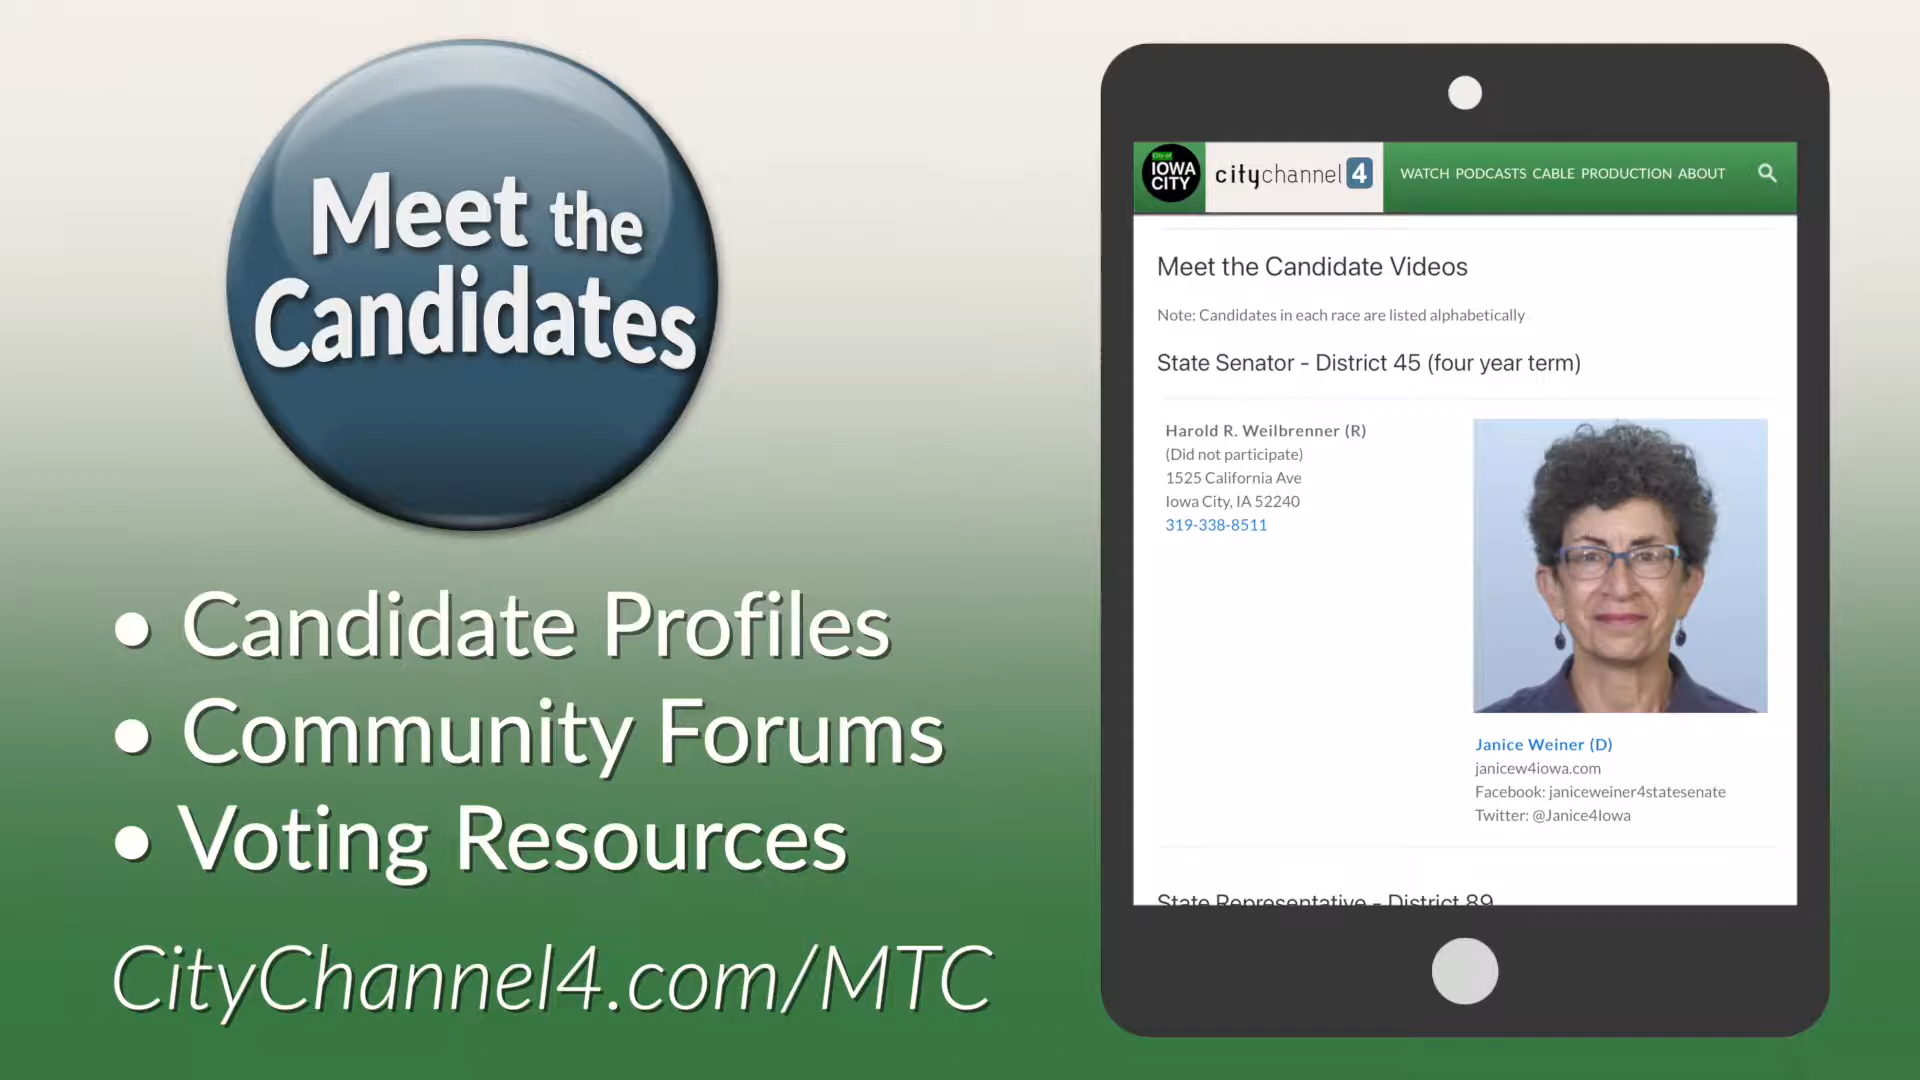 Meet the
Candidates
• Candidate Profiles
• Community Forums
• Voting Resources
CityChannel4.com/MTC
City of
IOWA
CITY
citychannel 4
WATCH PODCASTS CABLE PRODUCTION ABOUT
Meet the Candidate Videos
Note: Candidates in each race are listed alphabetically
State Senator - District 45 (four year term)
Harold R. Weilbrenner (R)
(Did not participate)
1525 California Ave
Iowa City, IA 52240
319-338-8511
Janice Weiner (D)
janicew4iowa.com
Facebook: janiceweiner4statesenate
Twitter: @Janice4Iowa
State Representative - District 89